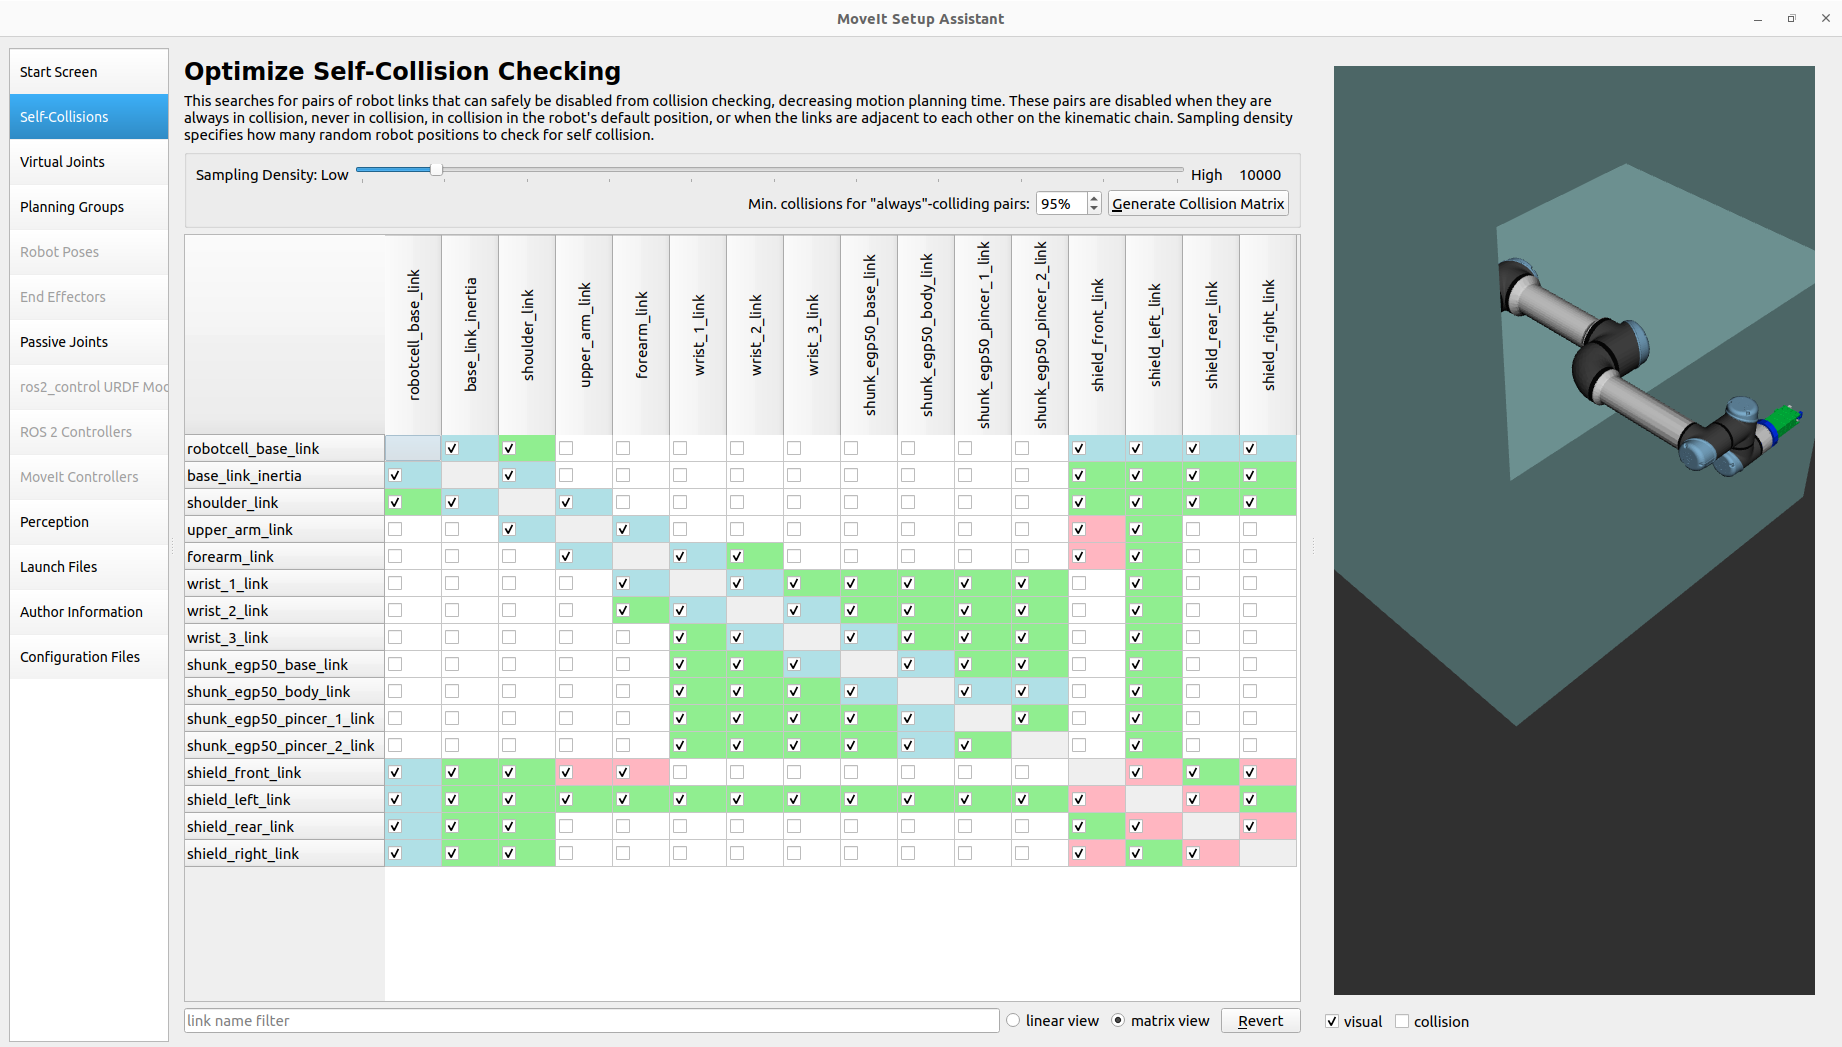 MoveIt Setup Assistant
Start Screen
Self-Collisions
Virtual Joints
Planning Groups
Robot Poses
End Effectors
Passive Joints
ros2_control URDF Moc
ROS 2 Controllers
MoveIt Controllers
Perception
Launch Files
Author Information
Configuration Files
Optimize Self-Collision Checking
This searches for pairs of robot links that can safely be disabled from collision checking, decreasing motion planning time. These pairs are disabled when they are
always in collision, never in collision, in collision in the robot's default position, or when the links are adjacent to each other on the kinematic chain. Sampling density
specifies how many random robot positions to check for self collision.
Sampling Density: Low
High 10000
Min. collisions for "always"-colliding pairs: 95% Generate Collision Matrix
robotcell_base_link
base_link_inertia
shoulder_link
upper_arm_link
forearm_link
wrist_1_link
wrist_2_link
wrist_3_link
shunk_egp50_base_link
shunk_egp50_body_link
shunk_egp50_pincer_1_link
shunk_egp50_pincer_2_link
shield_front_link
shield_left_link
shield_rear_link
shield_right_link
robotcell_base_link
base_link_inertia
shoulder_link
upper_arm_link
forearm_link
wrist_1_link
wrist_2_link
wrist_3_link
shunk_egp50_base_link
shunk_egp50_body_link
shunk_egp50_pincer_1_link
shunk_egp50_pincer_2_link
shield_front_link
shield_left_link
shield_rear_link
shield_right_link
link name filter
linear view matrix view Revert
visual collision